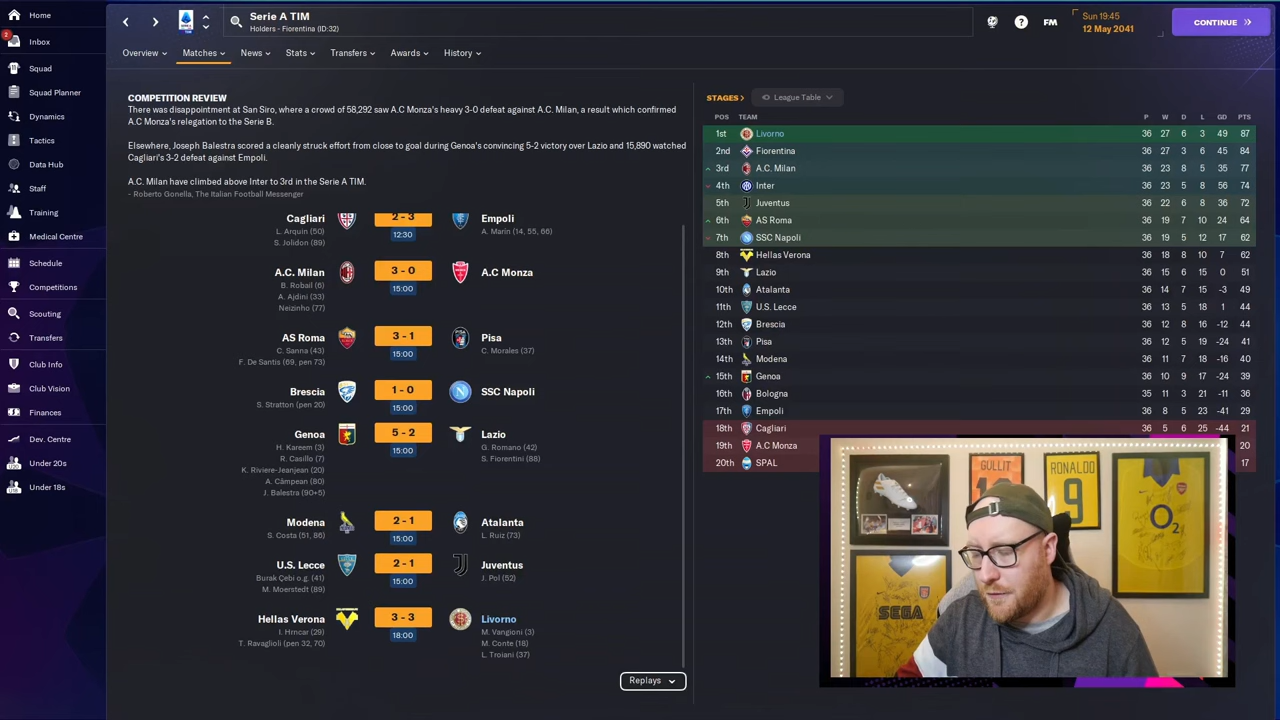 Home
Inbox
2
Squad
Squad Planner
Dynamics
Tactics
Data Hub
Staff
Training
Medical Centre
Schedule
Competitions
Scouting
Transfers
Club Info
Club Vision
Finances
Dev. Centre
Under 20s
Under 18s
Serie A TIM
Holders - Fiorentina (ID:32)
FM
Sun 19:45
12 May 2041
CONTINUE
Overview
Matches
News
Stats
Transfers
Awards
History
COMPETITION REVIEW
There was disappointment at San Siro, where a crowd of 58,292 saw A.C Monza's heavy 3-0 defeat against A.C. Milan, a result which confirmed
A.C Monza's relegation to the Serie B.
Elsewhere, Joseph Balestra scored a cleanly struck effort from close to goal during Genoa's convincing 5-2 victory over Lazio and 15,890 watched
Cagliari's 3-2 defeat against Empoli.
A.C. Milan have climbed above Inter to 3rd in the Serie A TIM.
- Roberto Gonella, The Italian Football Messenger
Cagliari 2 - 3 Empoli
L. Arquin (50) 12:30 A. Marín (14, 55, 66)
S. Jolidon (89)
A.C. Milan 3 - 0 A.C Monza
B. Robail (6) 15:00
A. Ajdini (33)
Neizinho (77)
AS Roma 3 - 1 Pisa
C. Sanna (43) 15:00 C. Morales (37)
F. De Santis (69, pen 73)
Brescia 1 - 0 SSC Napoli
S. Stratton (pen 20) 15:00
Genoa 5 - 2 Lazio
H. Kareem (3) 15:00 G. Romano (42)
R. Casillo (7) S. Fiorentini (88)
K. Riviere-Jeanjean (20)
A. Câmpean (80)
J. Balestra (90+5)
Modena 2 - 1 Atalanta
S. Costa (51, 86) 15:00 L. Ruiz (73)
U.S. Lecce 2 - 1 Juventus
Burak Çebi o.g. (41) 15:00 J. Pol (52)
M. Moerstedt (89)
Hellas Verona 3 - 3 Livorno
I. Hrncar (29) 18:00 M. Vangioni (3)
T. Ravaglioli (pen 32, 70) M. Conte (18)
L. Troiani (37)
Replays
STAGES League Table
POS TEAM P W D L GD PTS
1st Livorno 36 27 6 3 49 87
2nd Fiorentina 36 27 3 6 45 84
3rd A.C. Milan 36 23 8 5 35 77
4th Inter 36 23 5 8 56 74
5th Juventus 36 22 6 8 36 72
6th AS Roma 36 19 7 10 24 64
7th SSC Napoli 36 19 5 12 17 62
8th Hellas Verona 36 18 8 10 7 62
9th Lazio 36 15 6 15 0 51
10th Atalanta 36 14 7 15 -3 49
11th U.S. Lecce 36 13 5 18 1 44
12th Brescia 36 12 8 16 -12 44
13th Pisa 36 12 5 19 -24 41
14th Modena 36 11 7 18 -16 40
15th Genoa 36 10 9 17 -24 39
16th Bologna 35 11 3 21 -11 36
17th Empoli 36 8 5 23 -41 29
18th Cagliari 36 5 6 25 -44 21
19th A.C Monza 20
20th SPAL 17
GULLIT
RONALDO
9
O2
SEGA